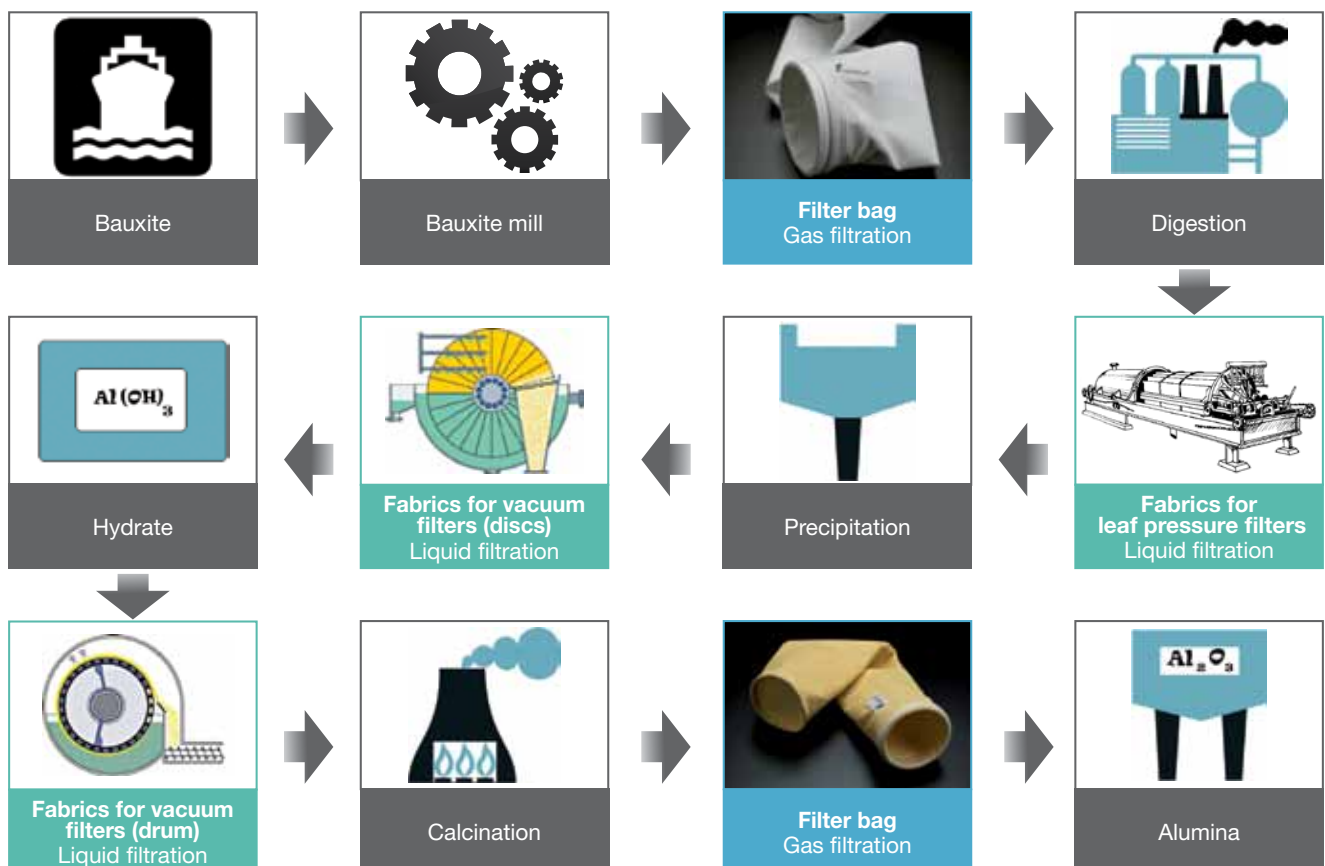 Bauxite
Bauxite mill
Filter bag
Gas filtration
Digestion
Al (OH)3
Hydrate
Fabrics for vacuum
filters (discs)
Liquid filtration
Precipitation
Fabrics for
leaf pressure filters
Liquid filtration
Fabrics for vacuum
filters (drum)
Liquid filtration
Calcination
Filter bag
Gas filtration
Al2O3
Alumina